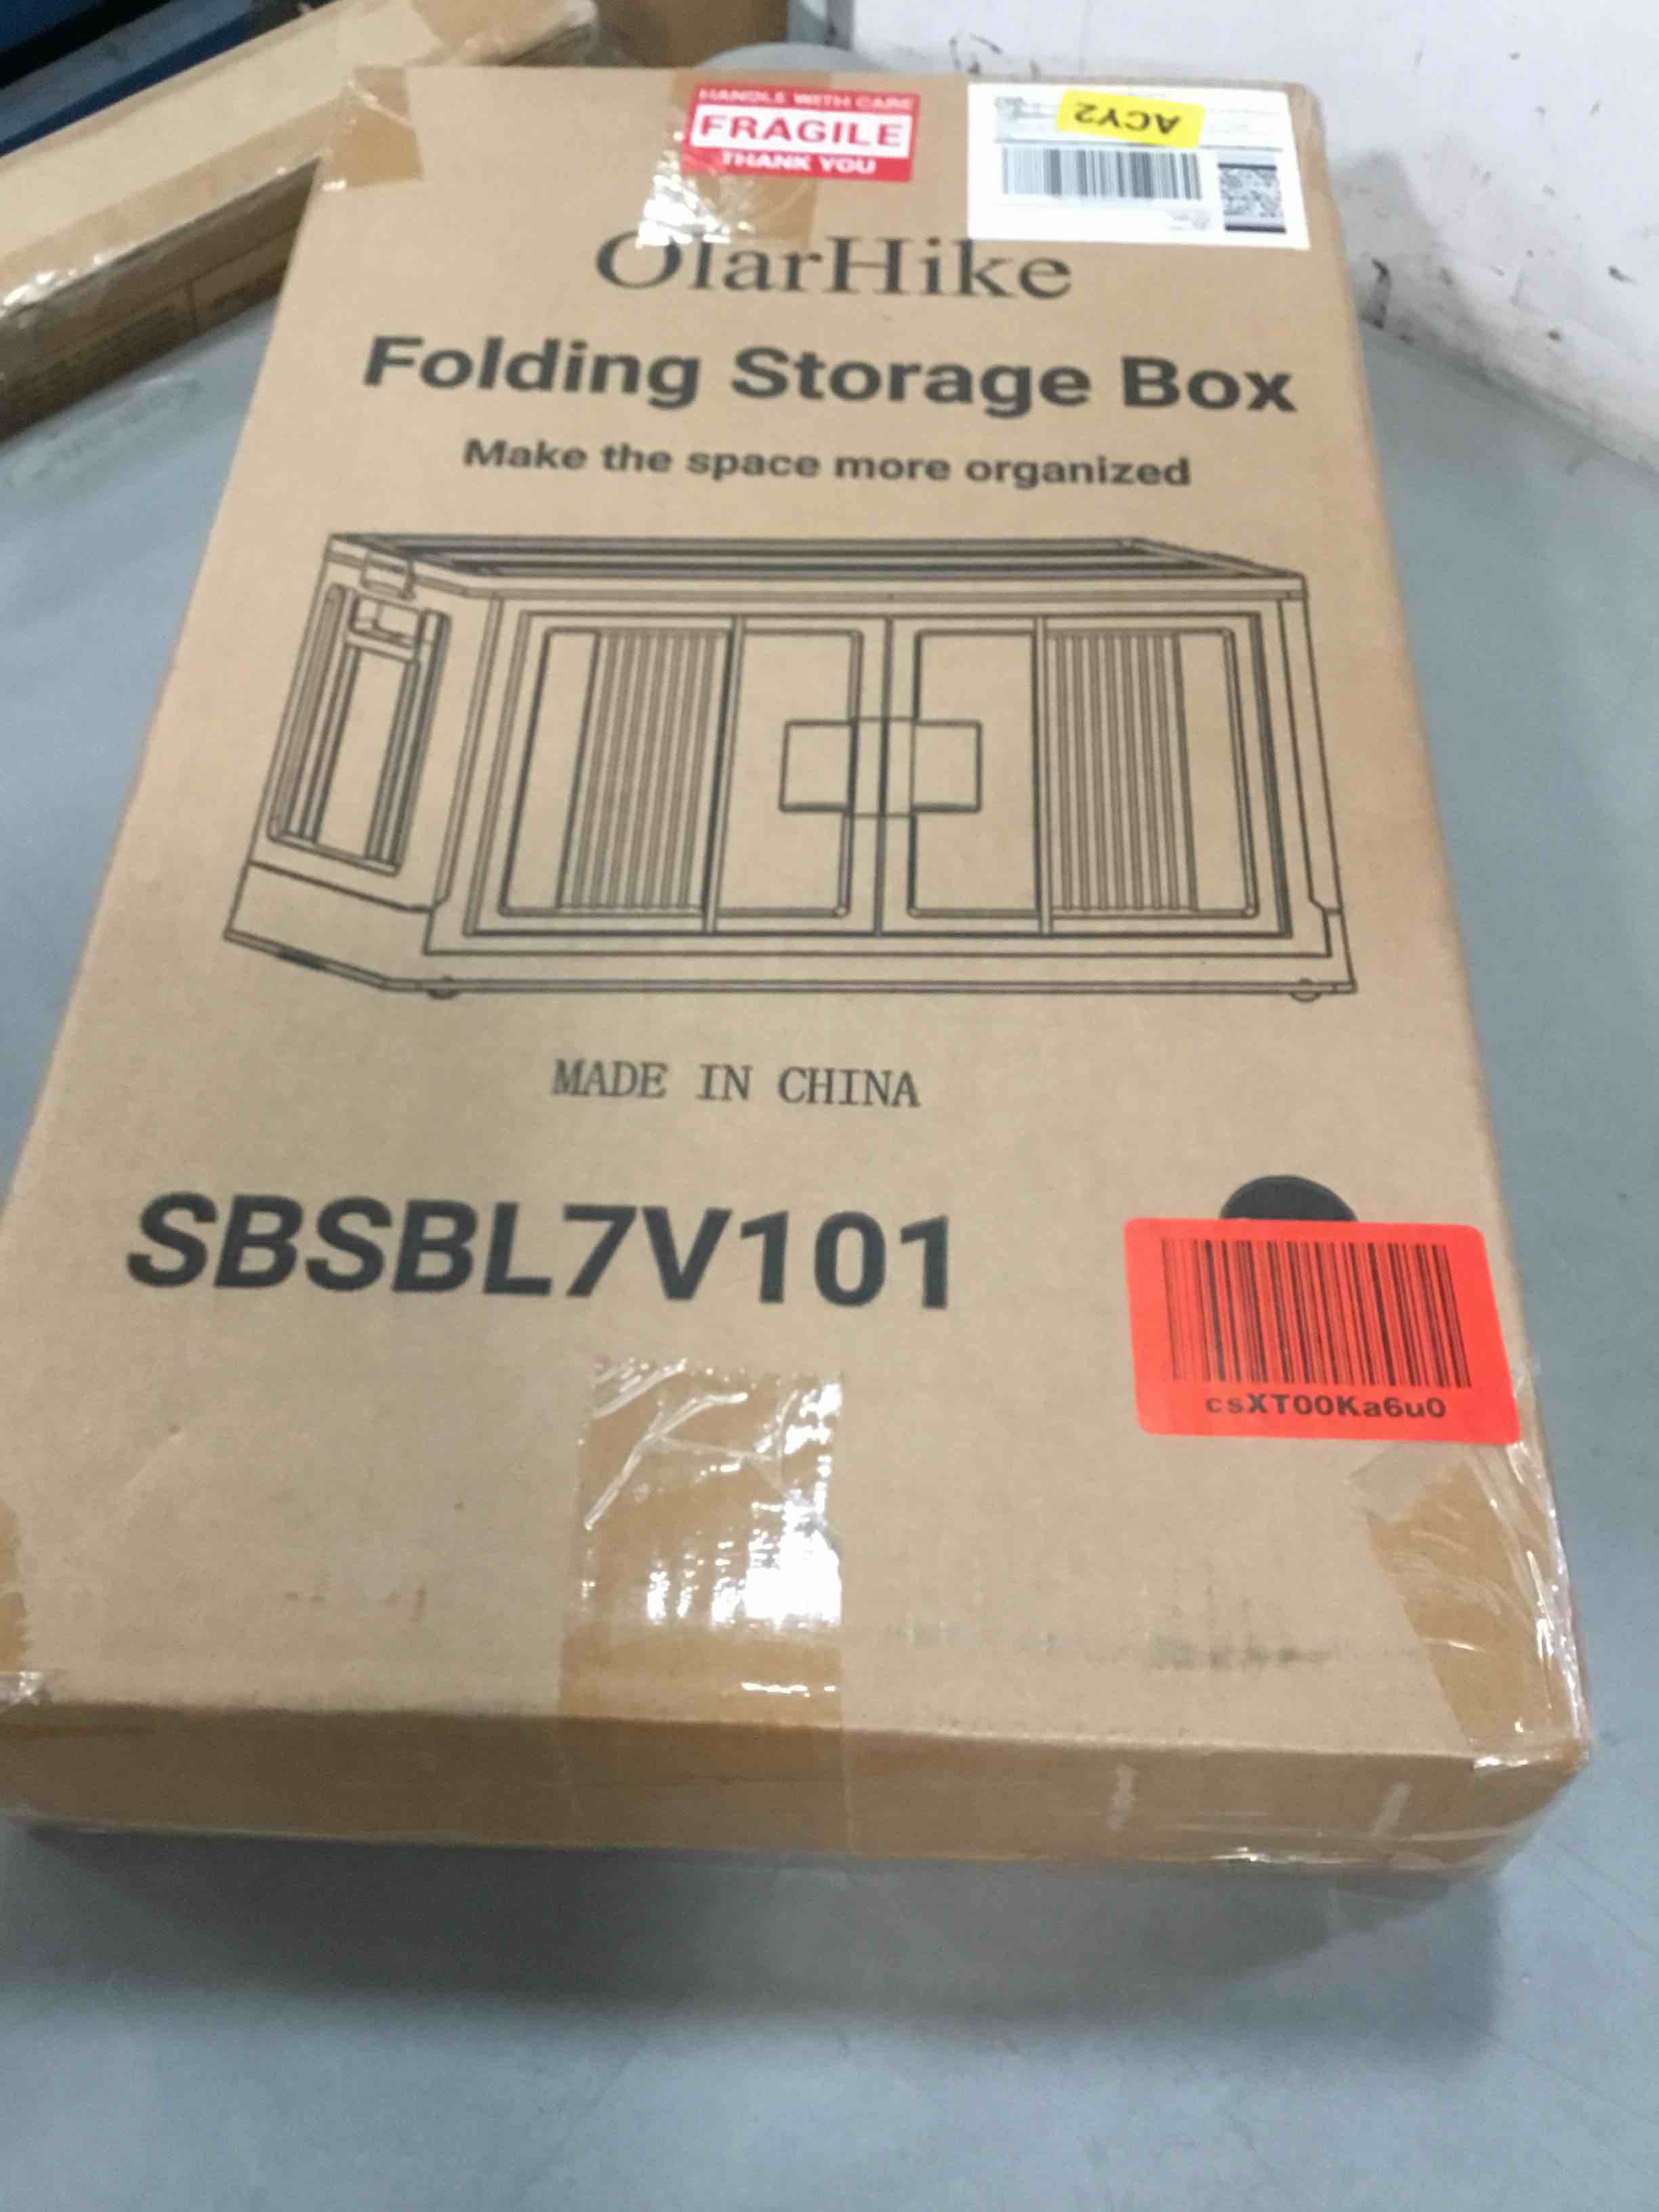 HANDLE WITH CARE
FRAGILE
THANK YOU
ACY2
OlarHike
Folding Storage Box
Make the space more organized
MADE IN CHINA
SBSBL7V101
csXT00Ka6u0